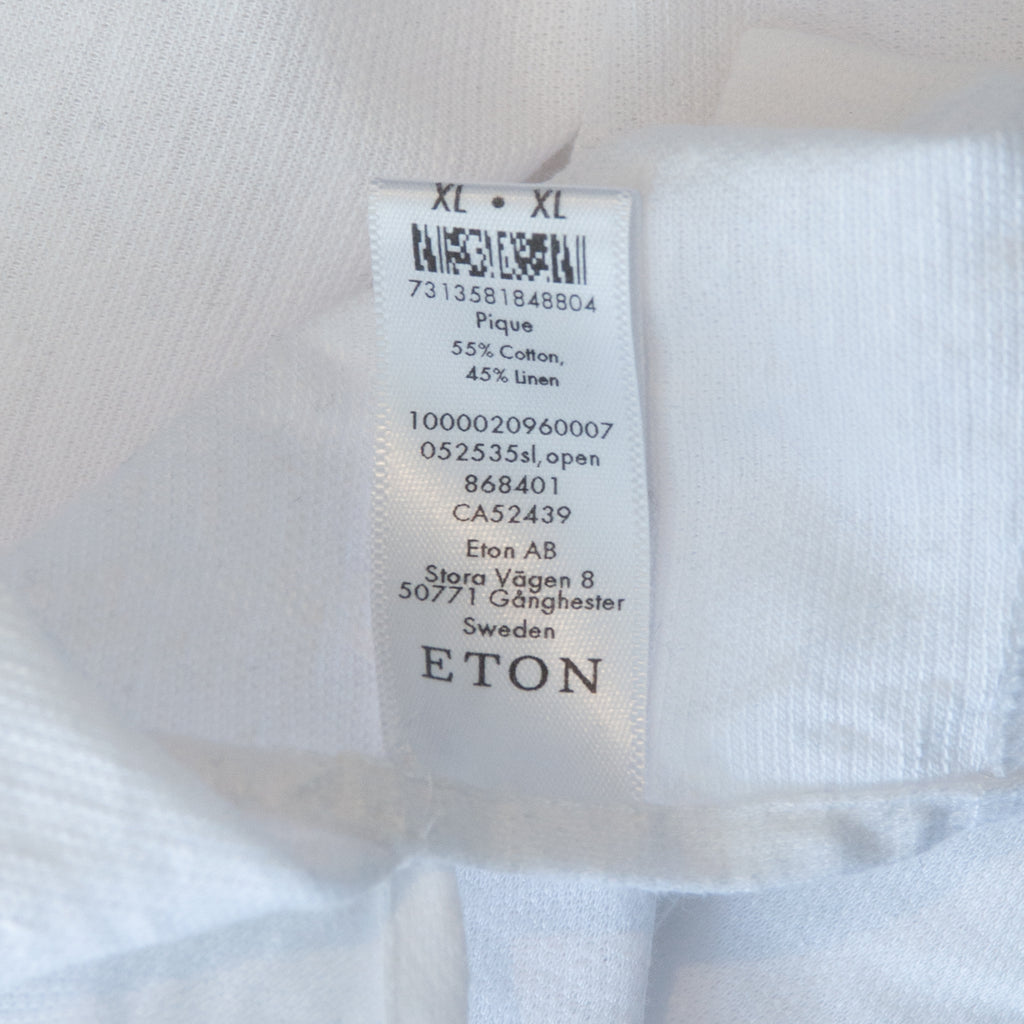 XL • XL
7313581848804
Pique
55% Cotton,
45% Linen
1000020960007
052535sl,open
868401
CA52439
Eton AB
Stora Vägen 8
50771 Gånghester
Sweden
ETON